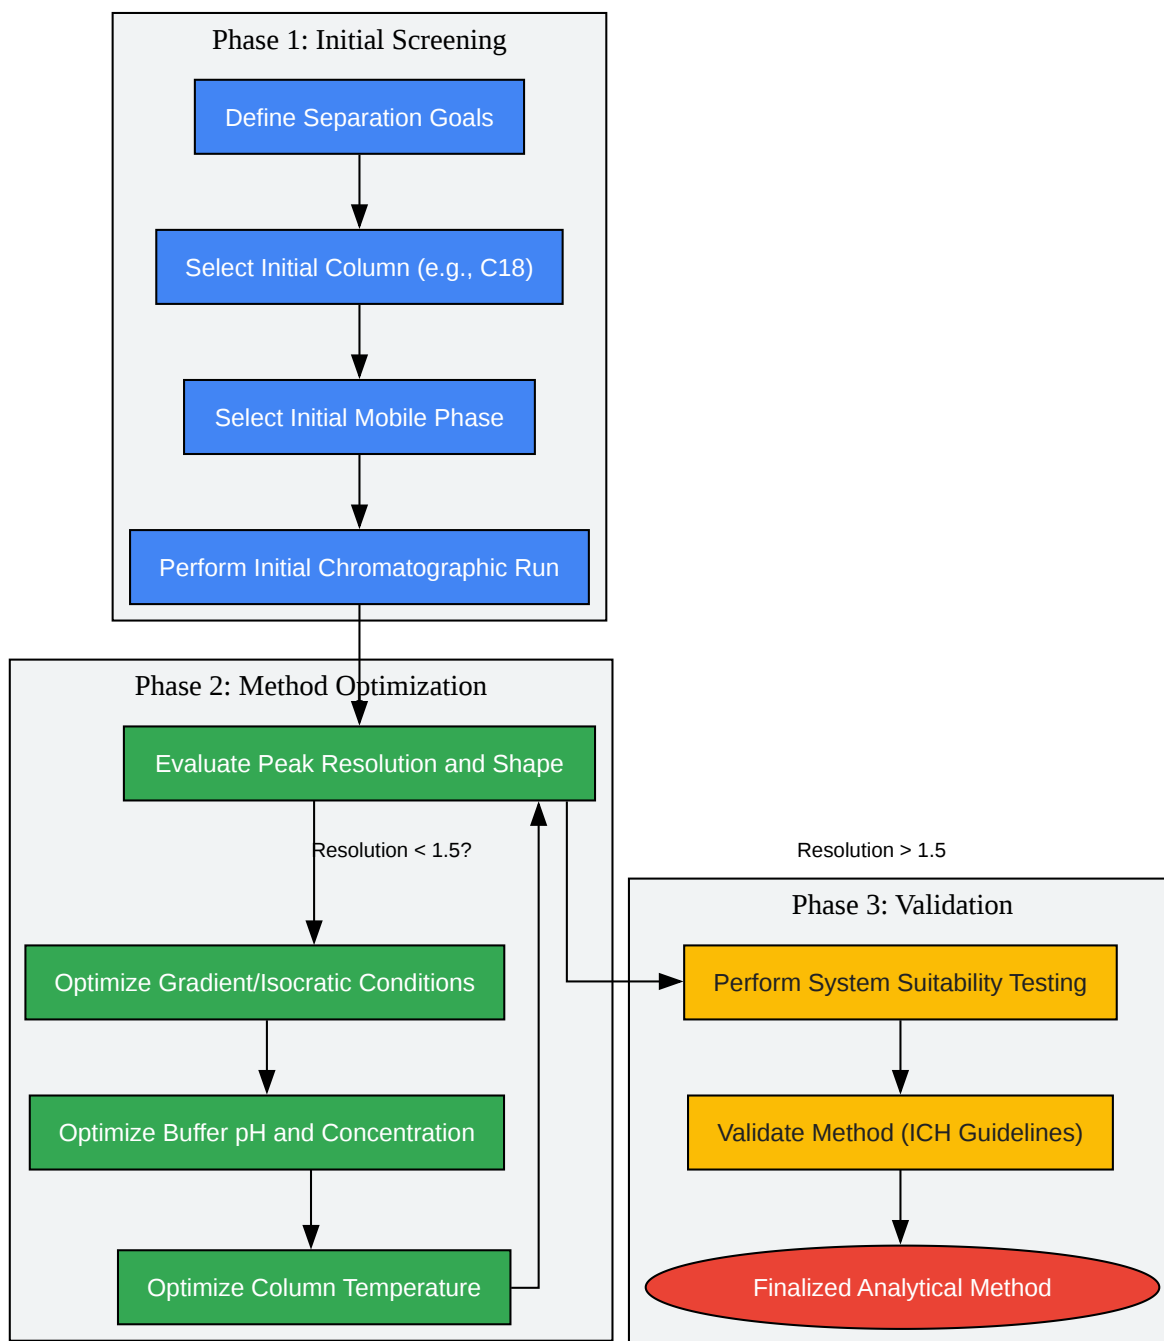 Phase 1: Initial Screening
Define Separation Goals
Select Initial Column (e.g., C18)
Select Initial Mobile Phase
Perform Initial Chromatographic Run
Phase 2: Method Optimization
Evaluate Peak Resolution and Shape
Resolution < 1.5?
Optimize Gradient/Isocratic Conditions
Optimize Buffer pH and Concentration
Optimize Column Temperature
Resolution > 1.5
Phase 3: Validation
Perform System Suitability Testing
Validate Method (ICH Guidelines)
Finalized Analytical Method